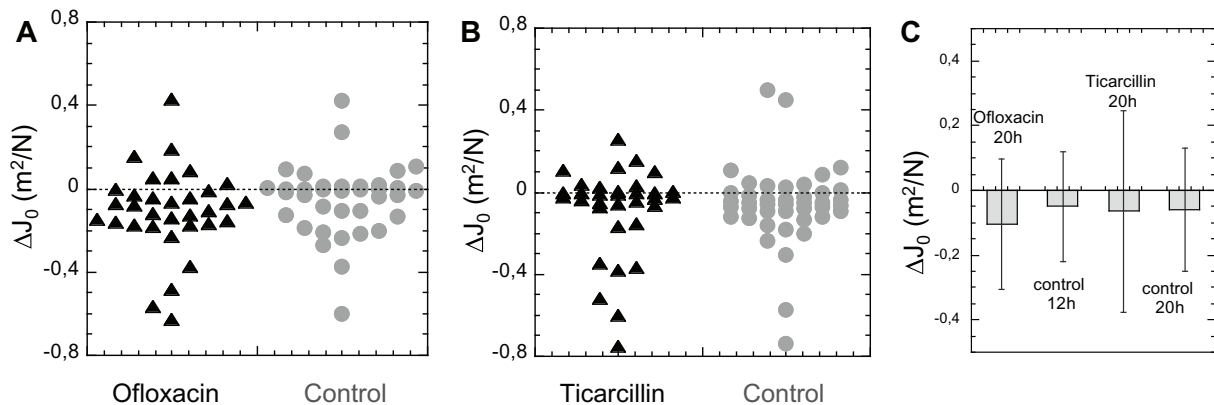 A
ΔJ0 (m2/N)
0,8
0,4
0
-0,4
-0,8
Ofloxacin
Control
B
ΔJ0 (m2/N)
0,8
0,4
0
-0,4
-0,8
Ticarcillin
Control
C
ΔJ0 (m2/N)
0,4
0,2
0
-0,2
-0,4
Ofloxacin
20h
control
12h
Ticarcillin
20h
control
20h